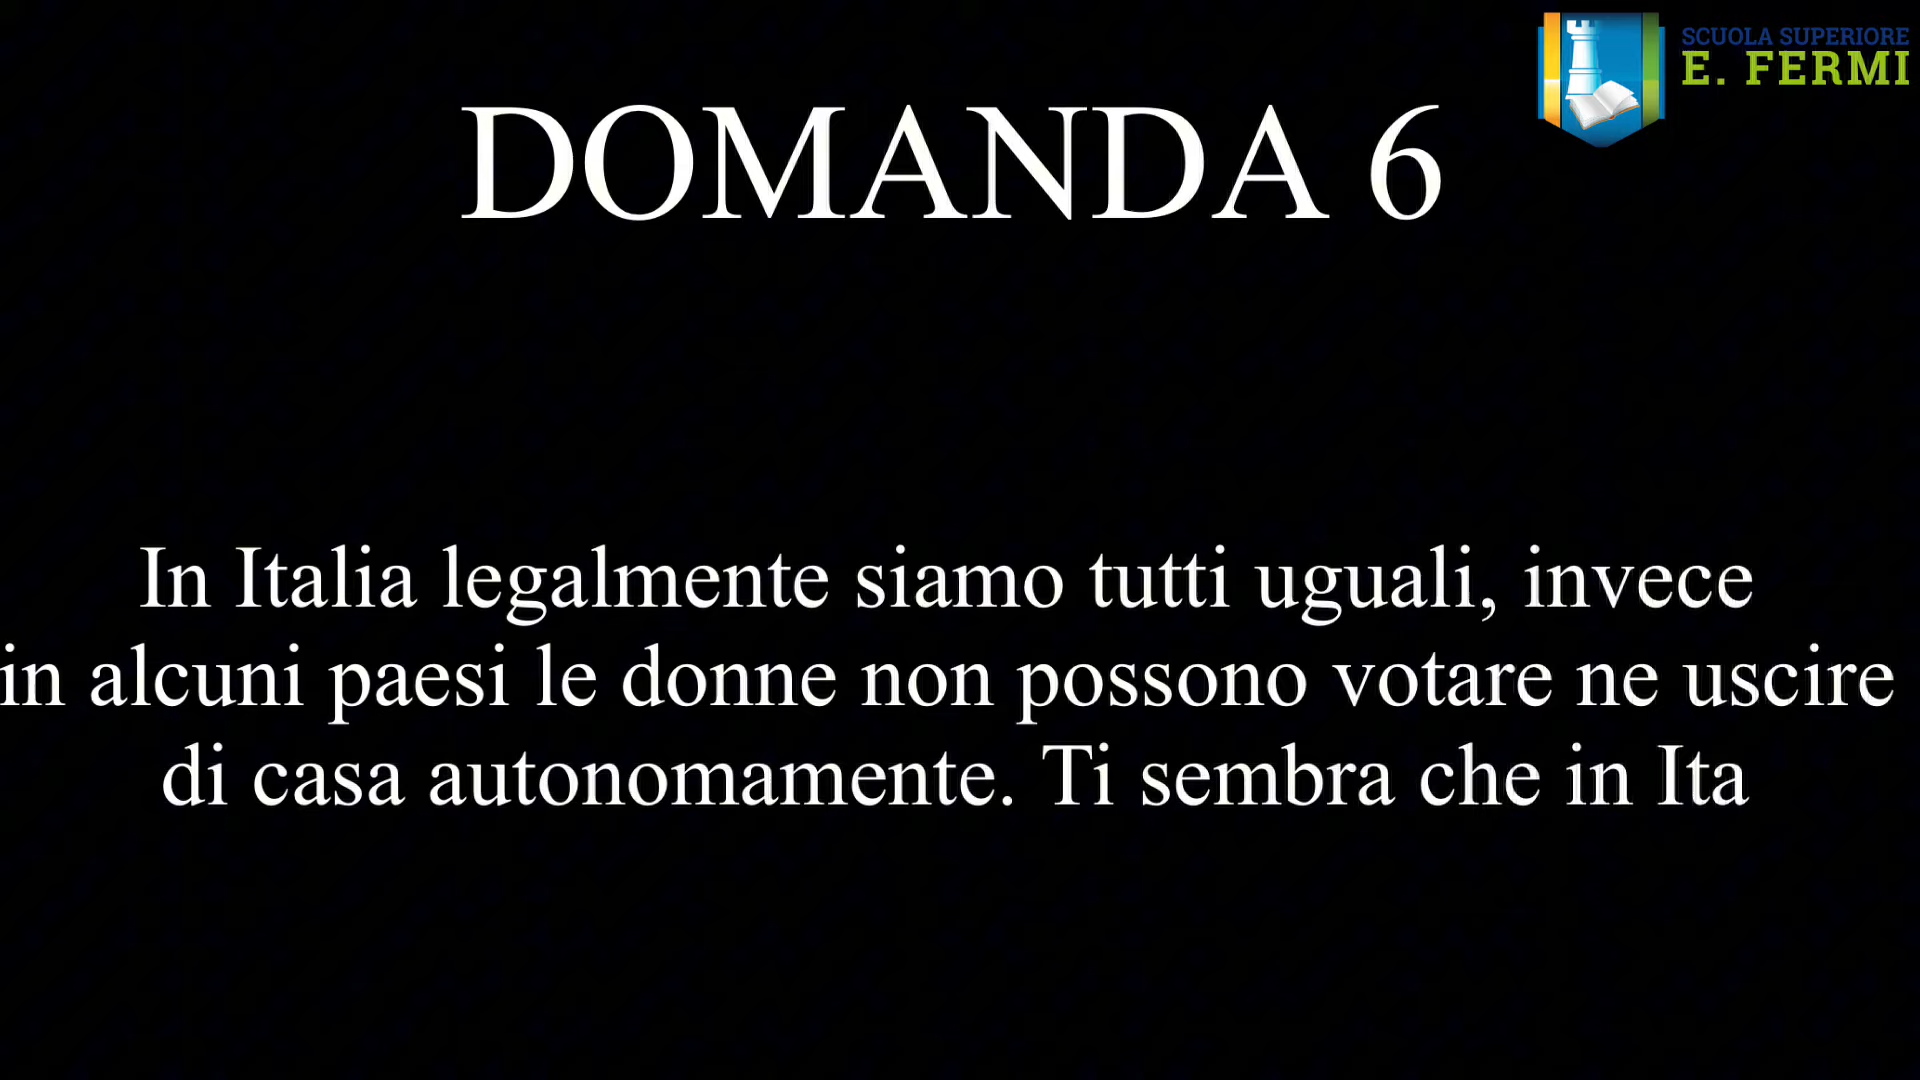 SCUOLA SUPERIORE
E. FERMI
DOMANDA 6
In Italia legalmente siamo tutti uguali, invece
in alcuni paesi le donne non possono votare ne uscire
di casa autonomamente. Ti sembra che in Ita